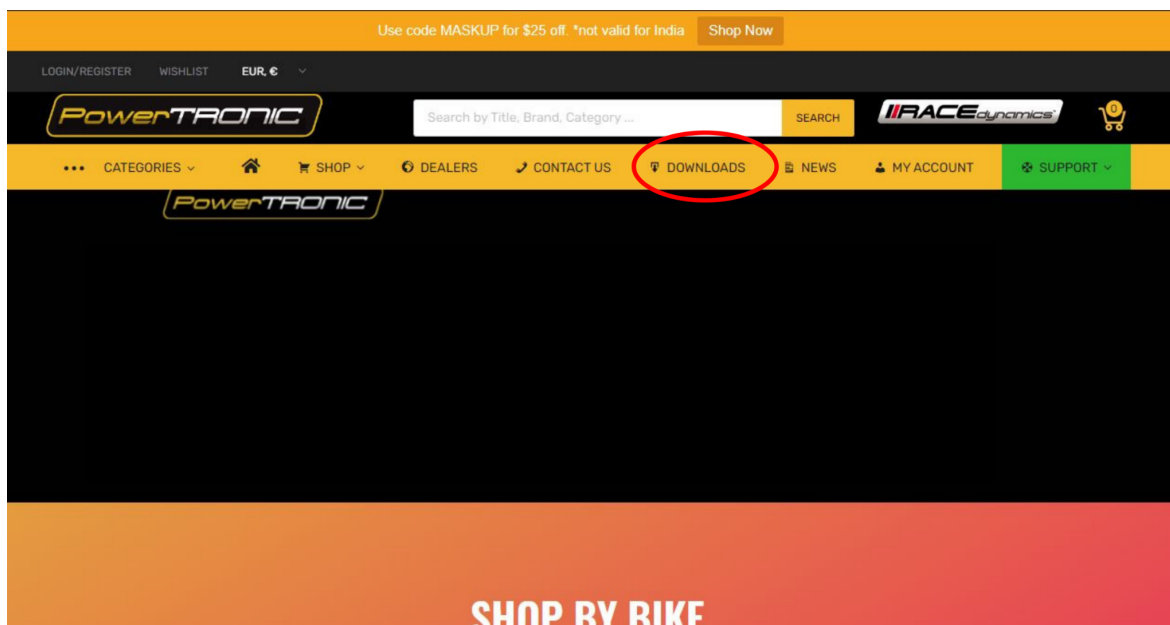 Use code MASKUP for $25 off. *not valid for India Shop Now
LOGIN/REGISTER WISHLIST EUR, €
PowerTRONIC Search by Title, Brand, Category ... SEARCH RACE dynamics 0
CATEGORIES SHOP DEALERS CONTACT US DOWNLOADS NEWS MY ACCOUNT SUPPORT
PowerTRONIC
SHOP BY BIKE